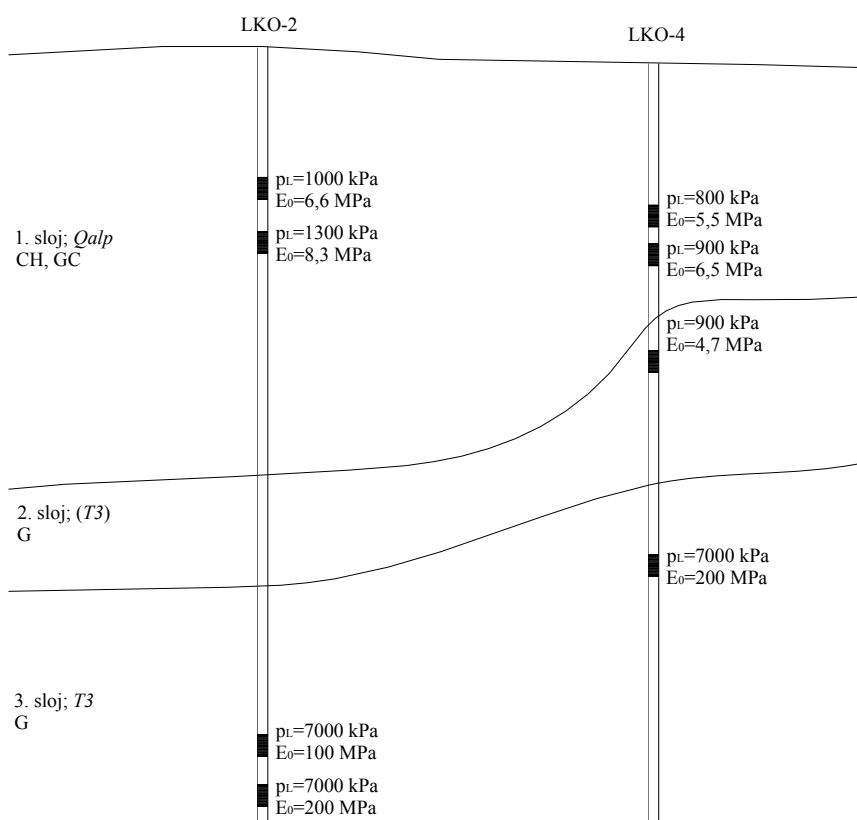 LKO-2
LKO-4
pL=1000 kPa
E0=6,6 MPa
pL=1300 kPa
E0=8,3 MPa
pL=800 kPa
E0=5,5 MPa
pL=900 kPa
E0=6,5 MPa
1. sloj; Qalp
CH, GC
pL=900 kPa
E0=4,7 MPa
2. sloj; (T3)
G
pL=7000 kPa
E0=200 MPa
3. sloj; T3
G
pL=7000 kPa
E0=100 MPa
pL=7000 kPa
E0=200 MPa